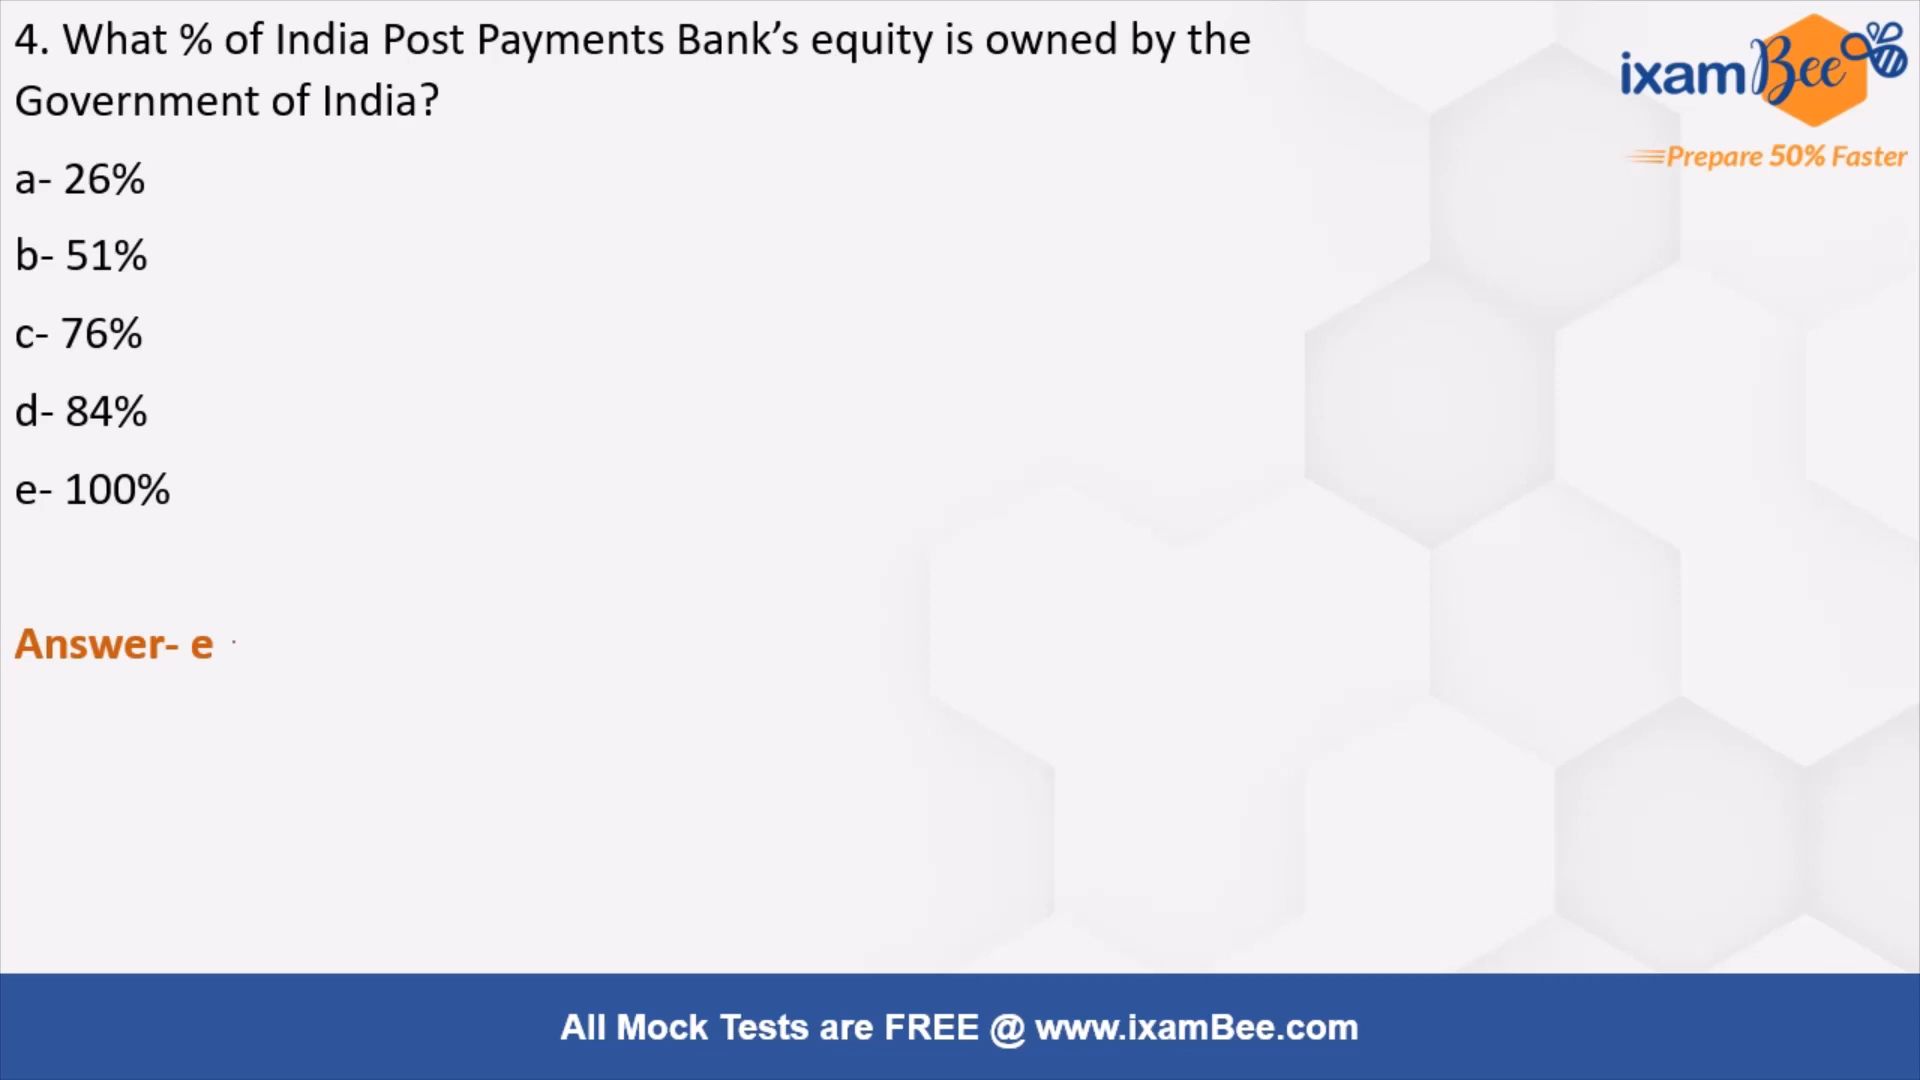 4. What % of India Post Payments Bank’s equity is owned by the
Government of India?
a- 26%
b- 51%
c- 76%
d- 84%
e- 100%
Answer- e
ixamBee
Prepare 50% Faster
All Mock Tests are FREE @ www.ixamBee.com